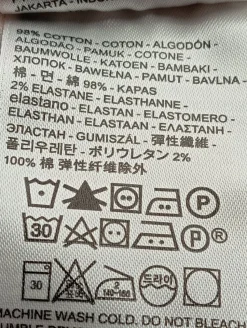 JAKARTA - INDO
98% COTTON - COTON - ALGODÓN -
ALGODÃO - PAMUK - COTONE -
BAUMWOLLE - KATOEN - BAMBAKI -
ХЛОПОК - BAWEŁNA - PAMUT - BAVLNA
棉 - 면 - 綿 98% - KAPAS
2% ELASTANE - ELASTHANNE -
elastano - ELASTAN - ELASTOMERO -
ELASTHAN - ELASTAAN - ΕΛΑΣΤΑΝΗ -
ЭЛАСТАН - GUMISZÁL - 彈性纖維 -
폴리우레탄 - ポリウレタン 2%
100% 棉 弹性纤维除外
P
30 P ®
30 2 140-160 드라이
MACHINE WASH COLD. DO NOT BLEACH